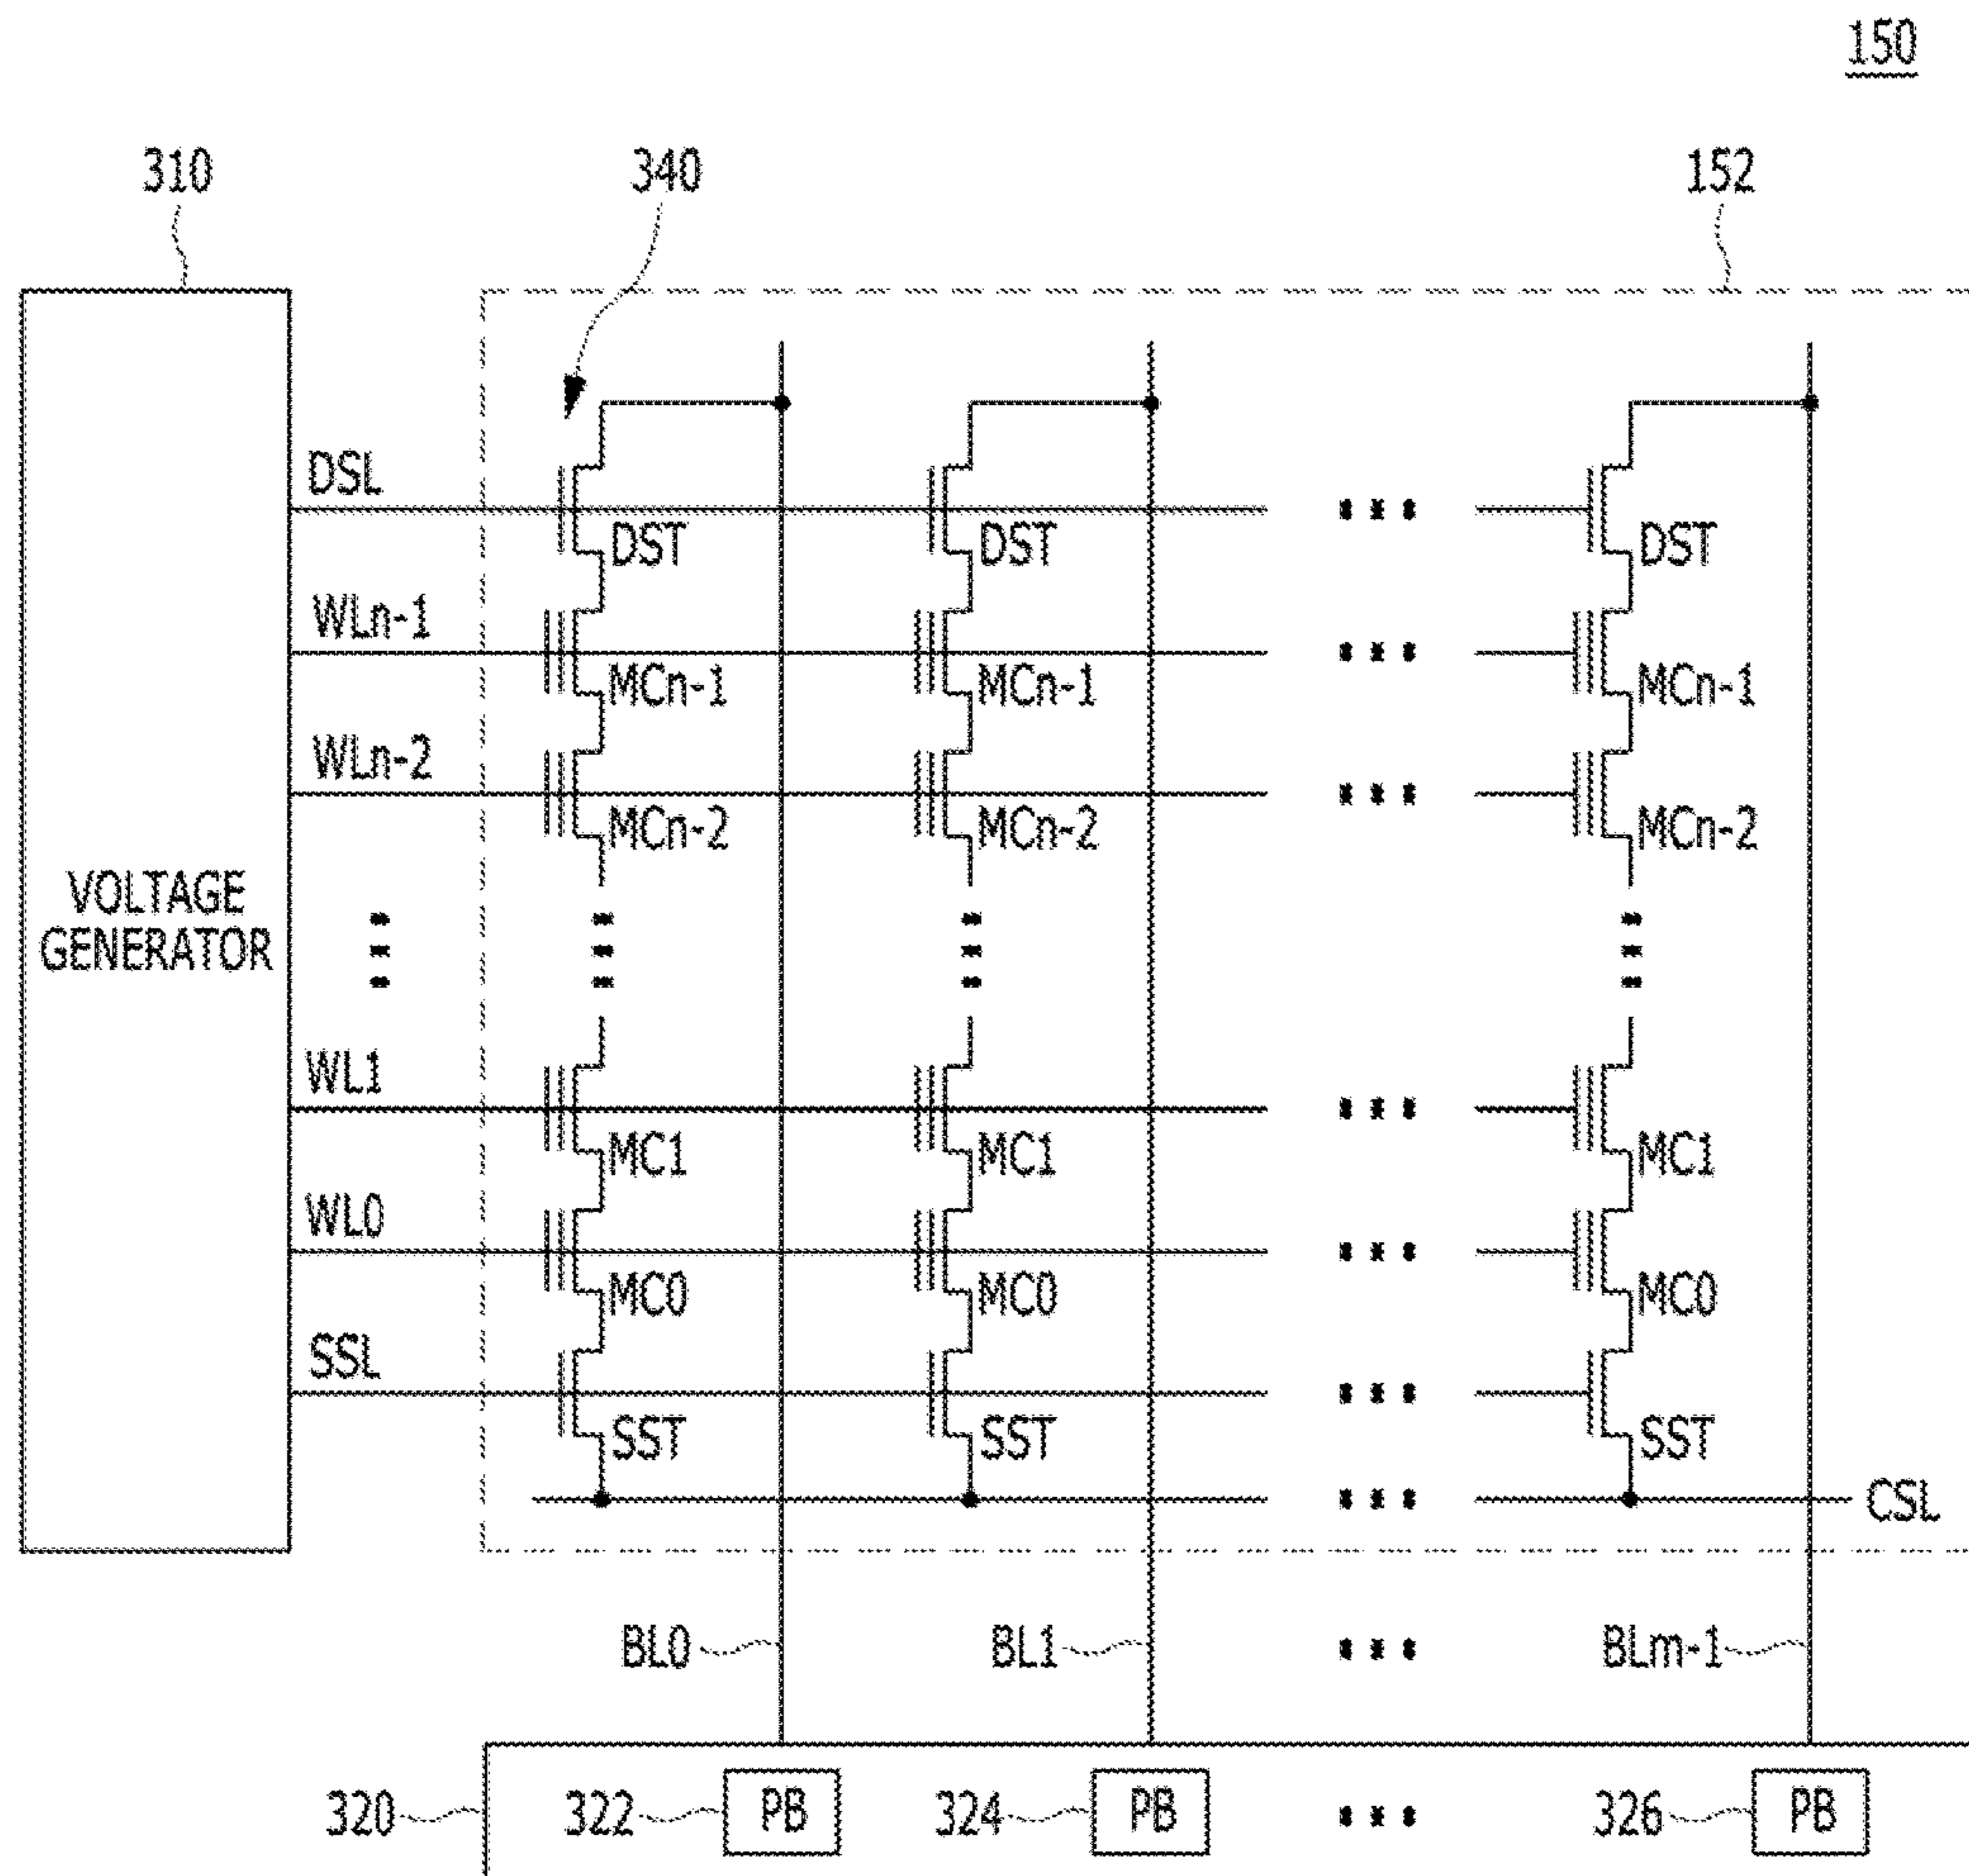 150
310
340
152
DSL
DST
DST
DST
WLn-1
MCn-1
MCn-1
MCn-1
WLn-2
MCn-2
MCn-2
MCn-2
VOLTAGE
GENERATOR
WL1
MC1
MC1
MC1
WL0
MC0
MC0
MC0
SSL
SST
SST
SST
CSL
BL0
BL1
BLm-1
320
322
PB
324
PB
326
PB